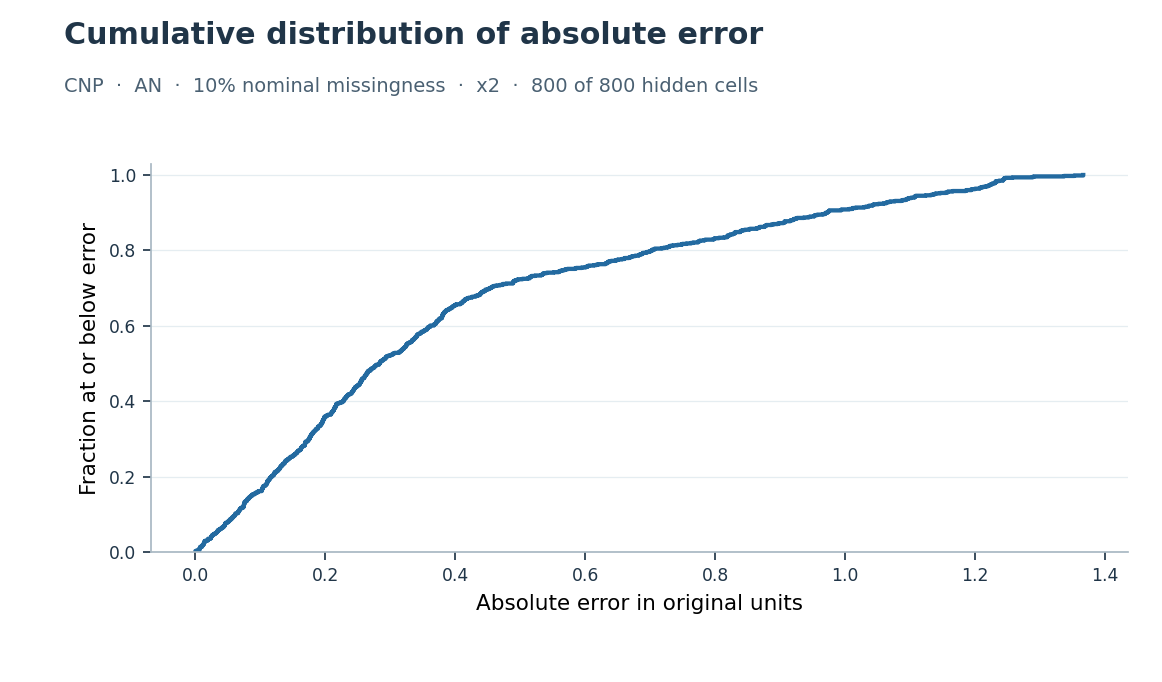 Cumulative distribution of absolute error
CNP · AN · 10% nominal missingness · x2 · 800 of 800 hidden cells
Fraction at or below error
1.0
0.8
0.6
0.4
0.2
0.0
0.0 0.2 0.4 0.6 0.8 1.0 1.2 1.4
Absolute error in original units